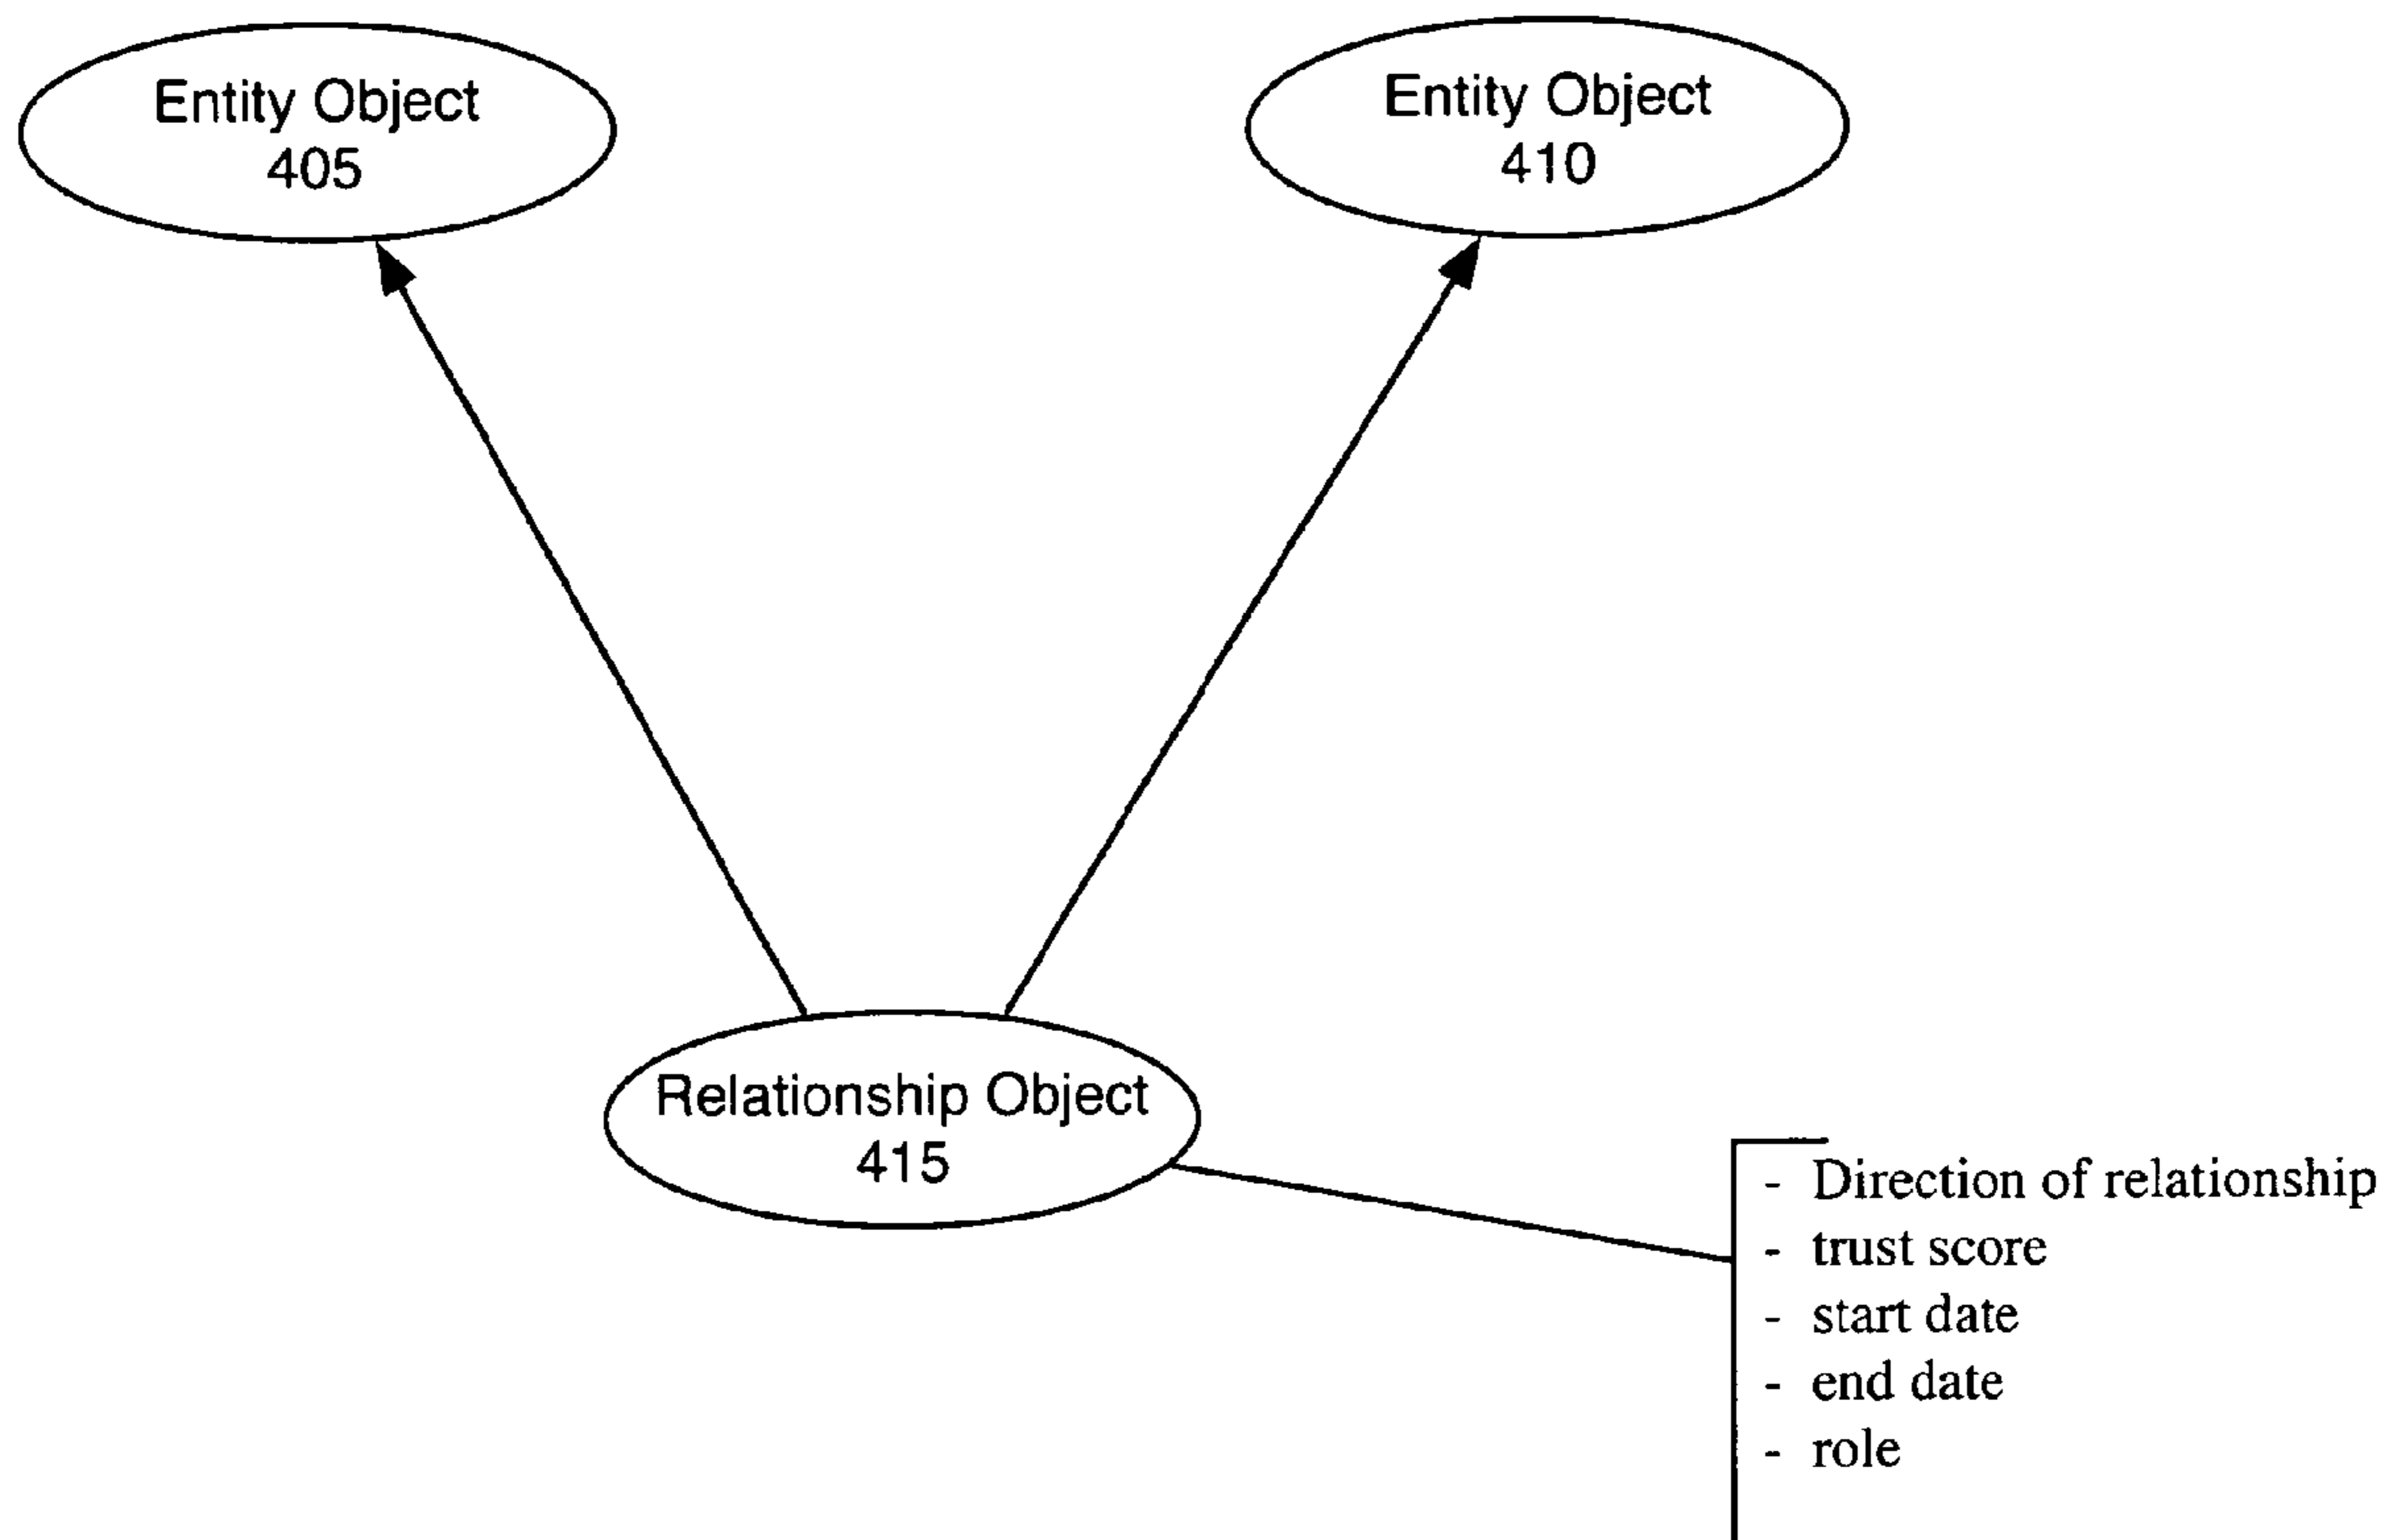 Entity Object
405
Entity Object
410
Relationship Object
415
- Direction of relationship
- trust score
- start date
- end date
- role